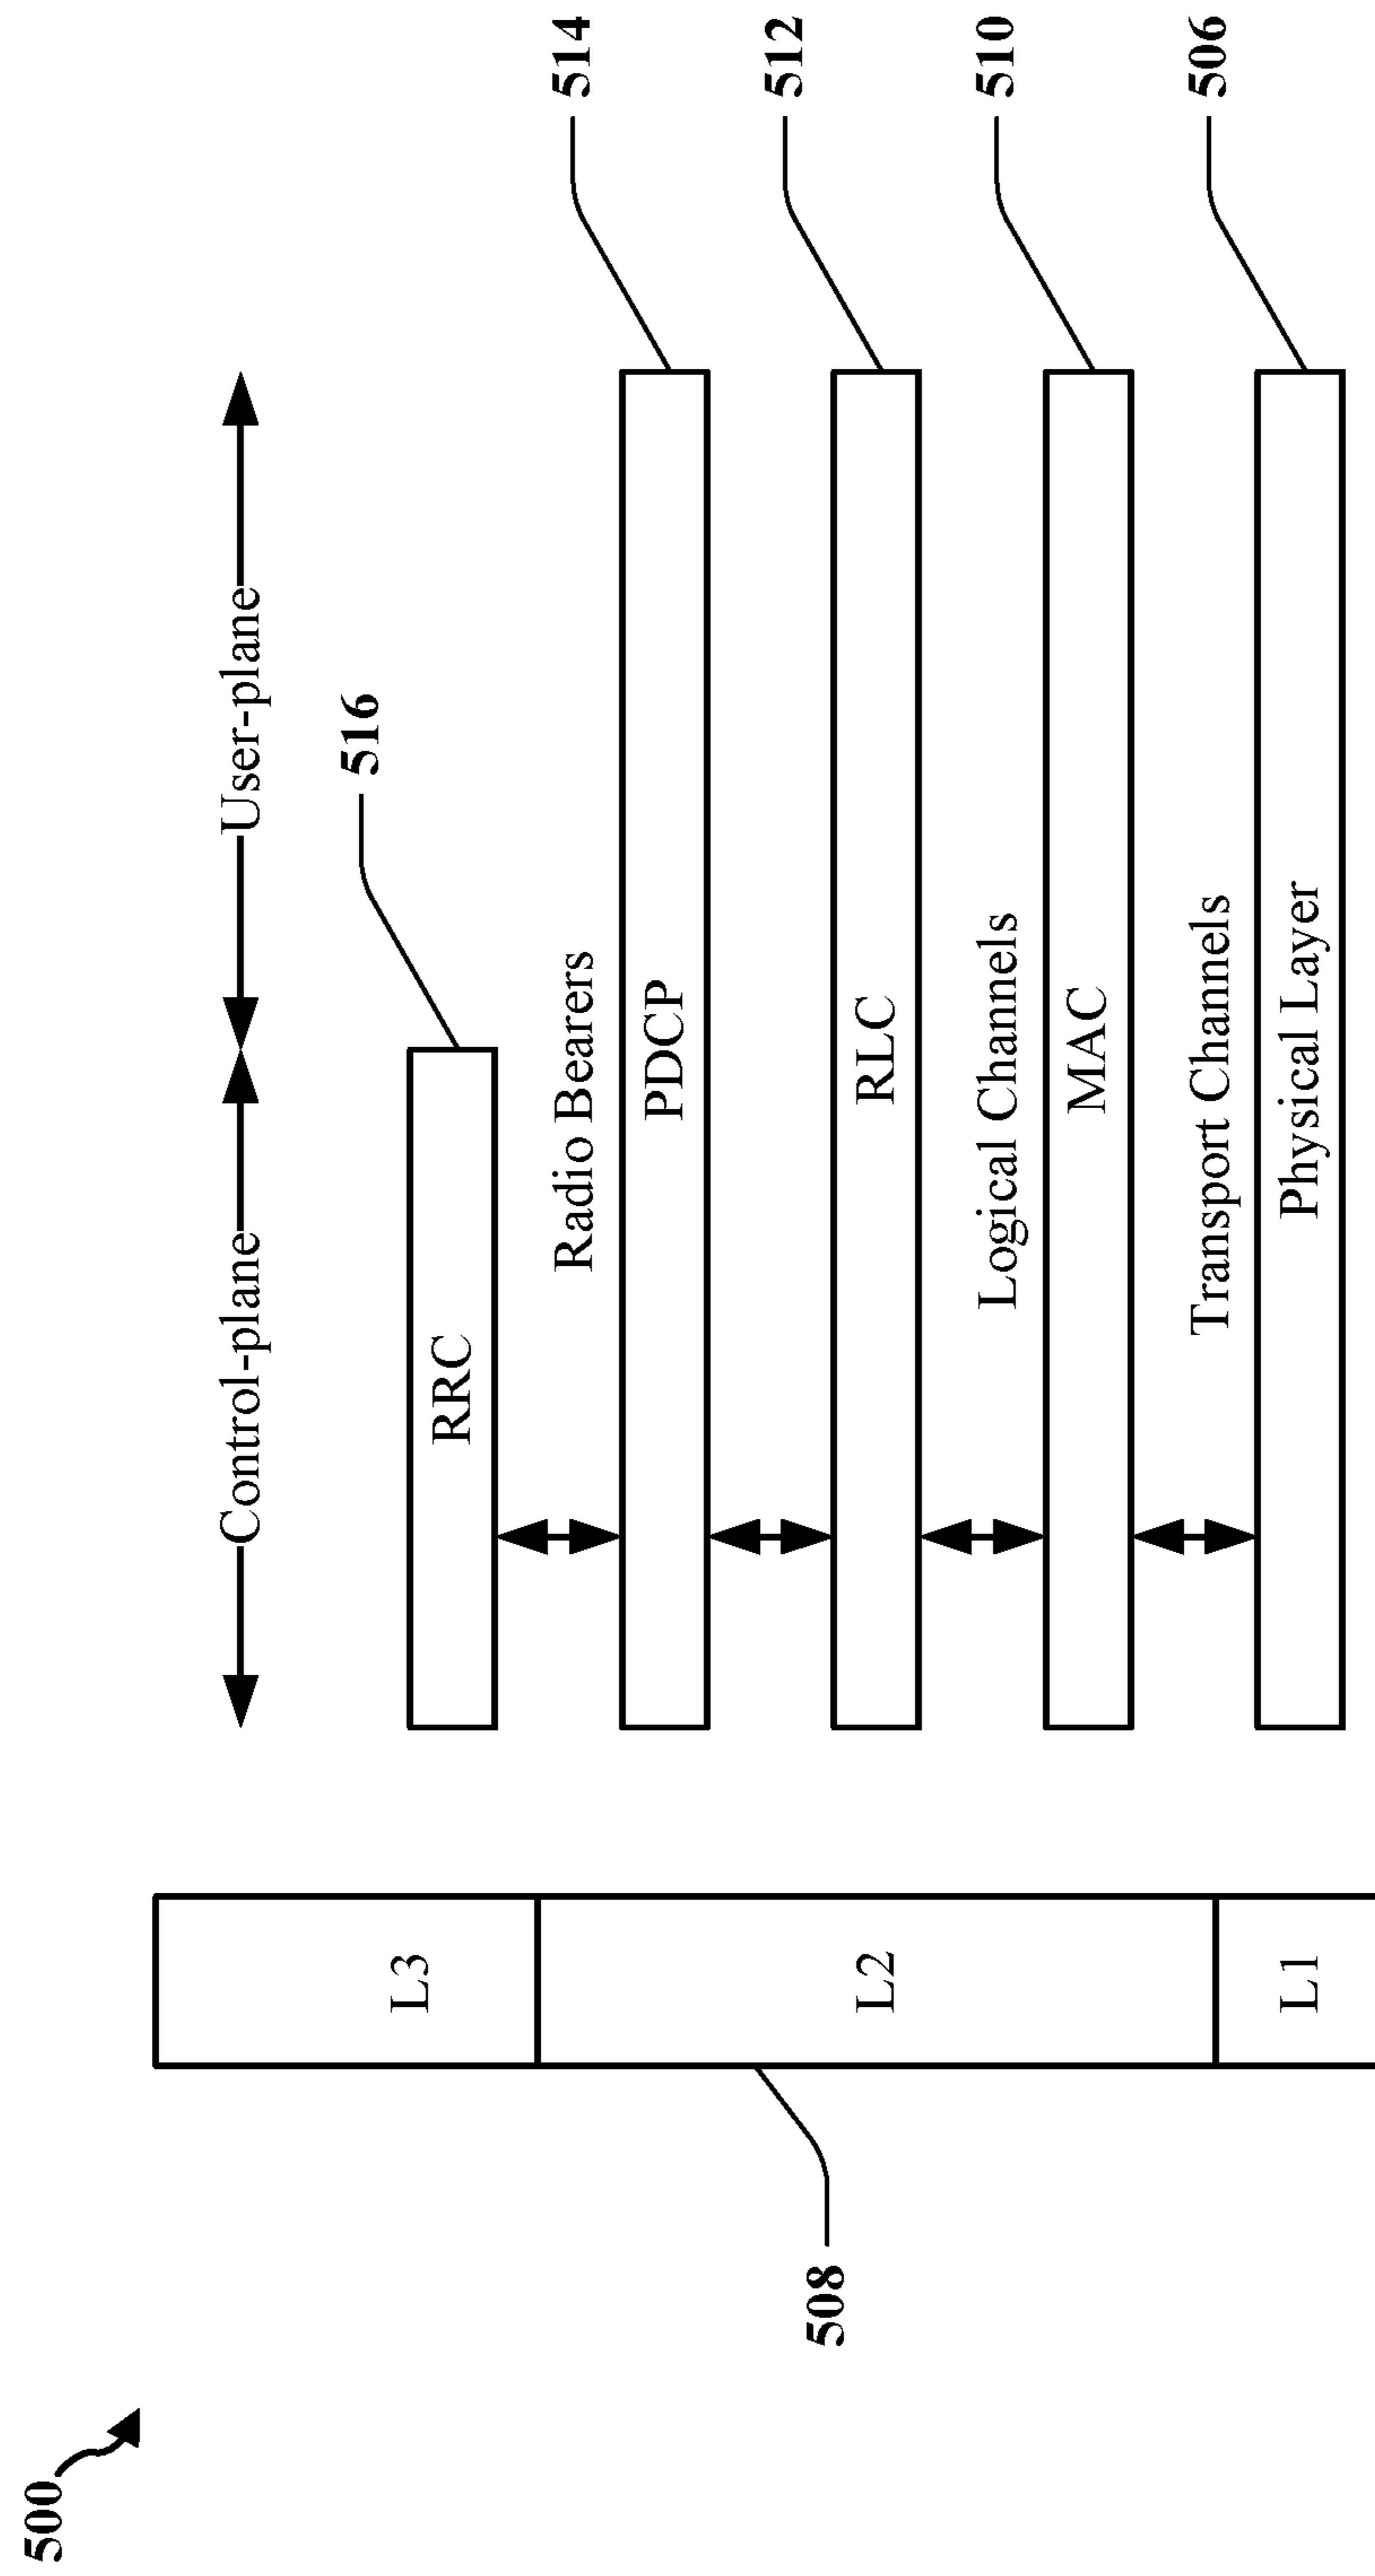 500
Control-plane
User-plane
516
RRC
L3
Radio Bearers
514
PDCP
512
RLC
L2
508
Logical Channels
510
MAC
Transport Channels
506
Physical Layer
L1